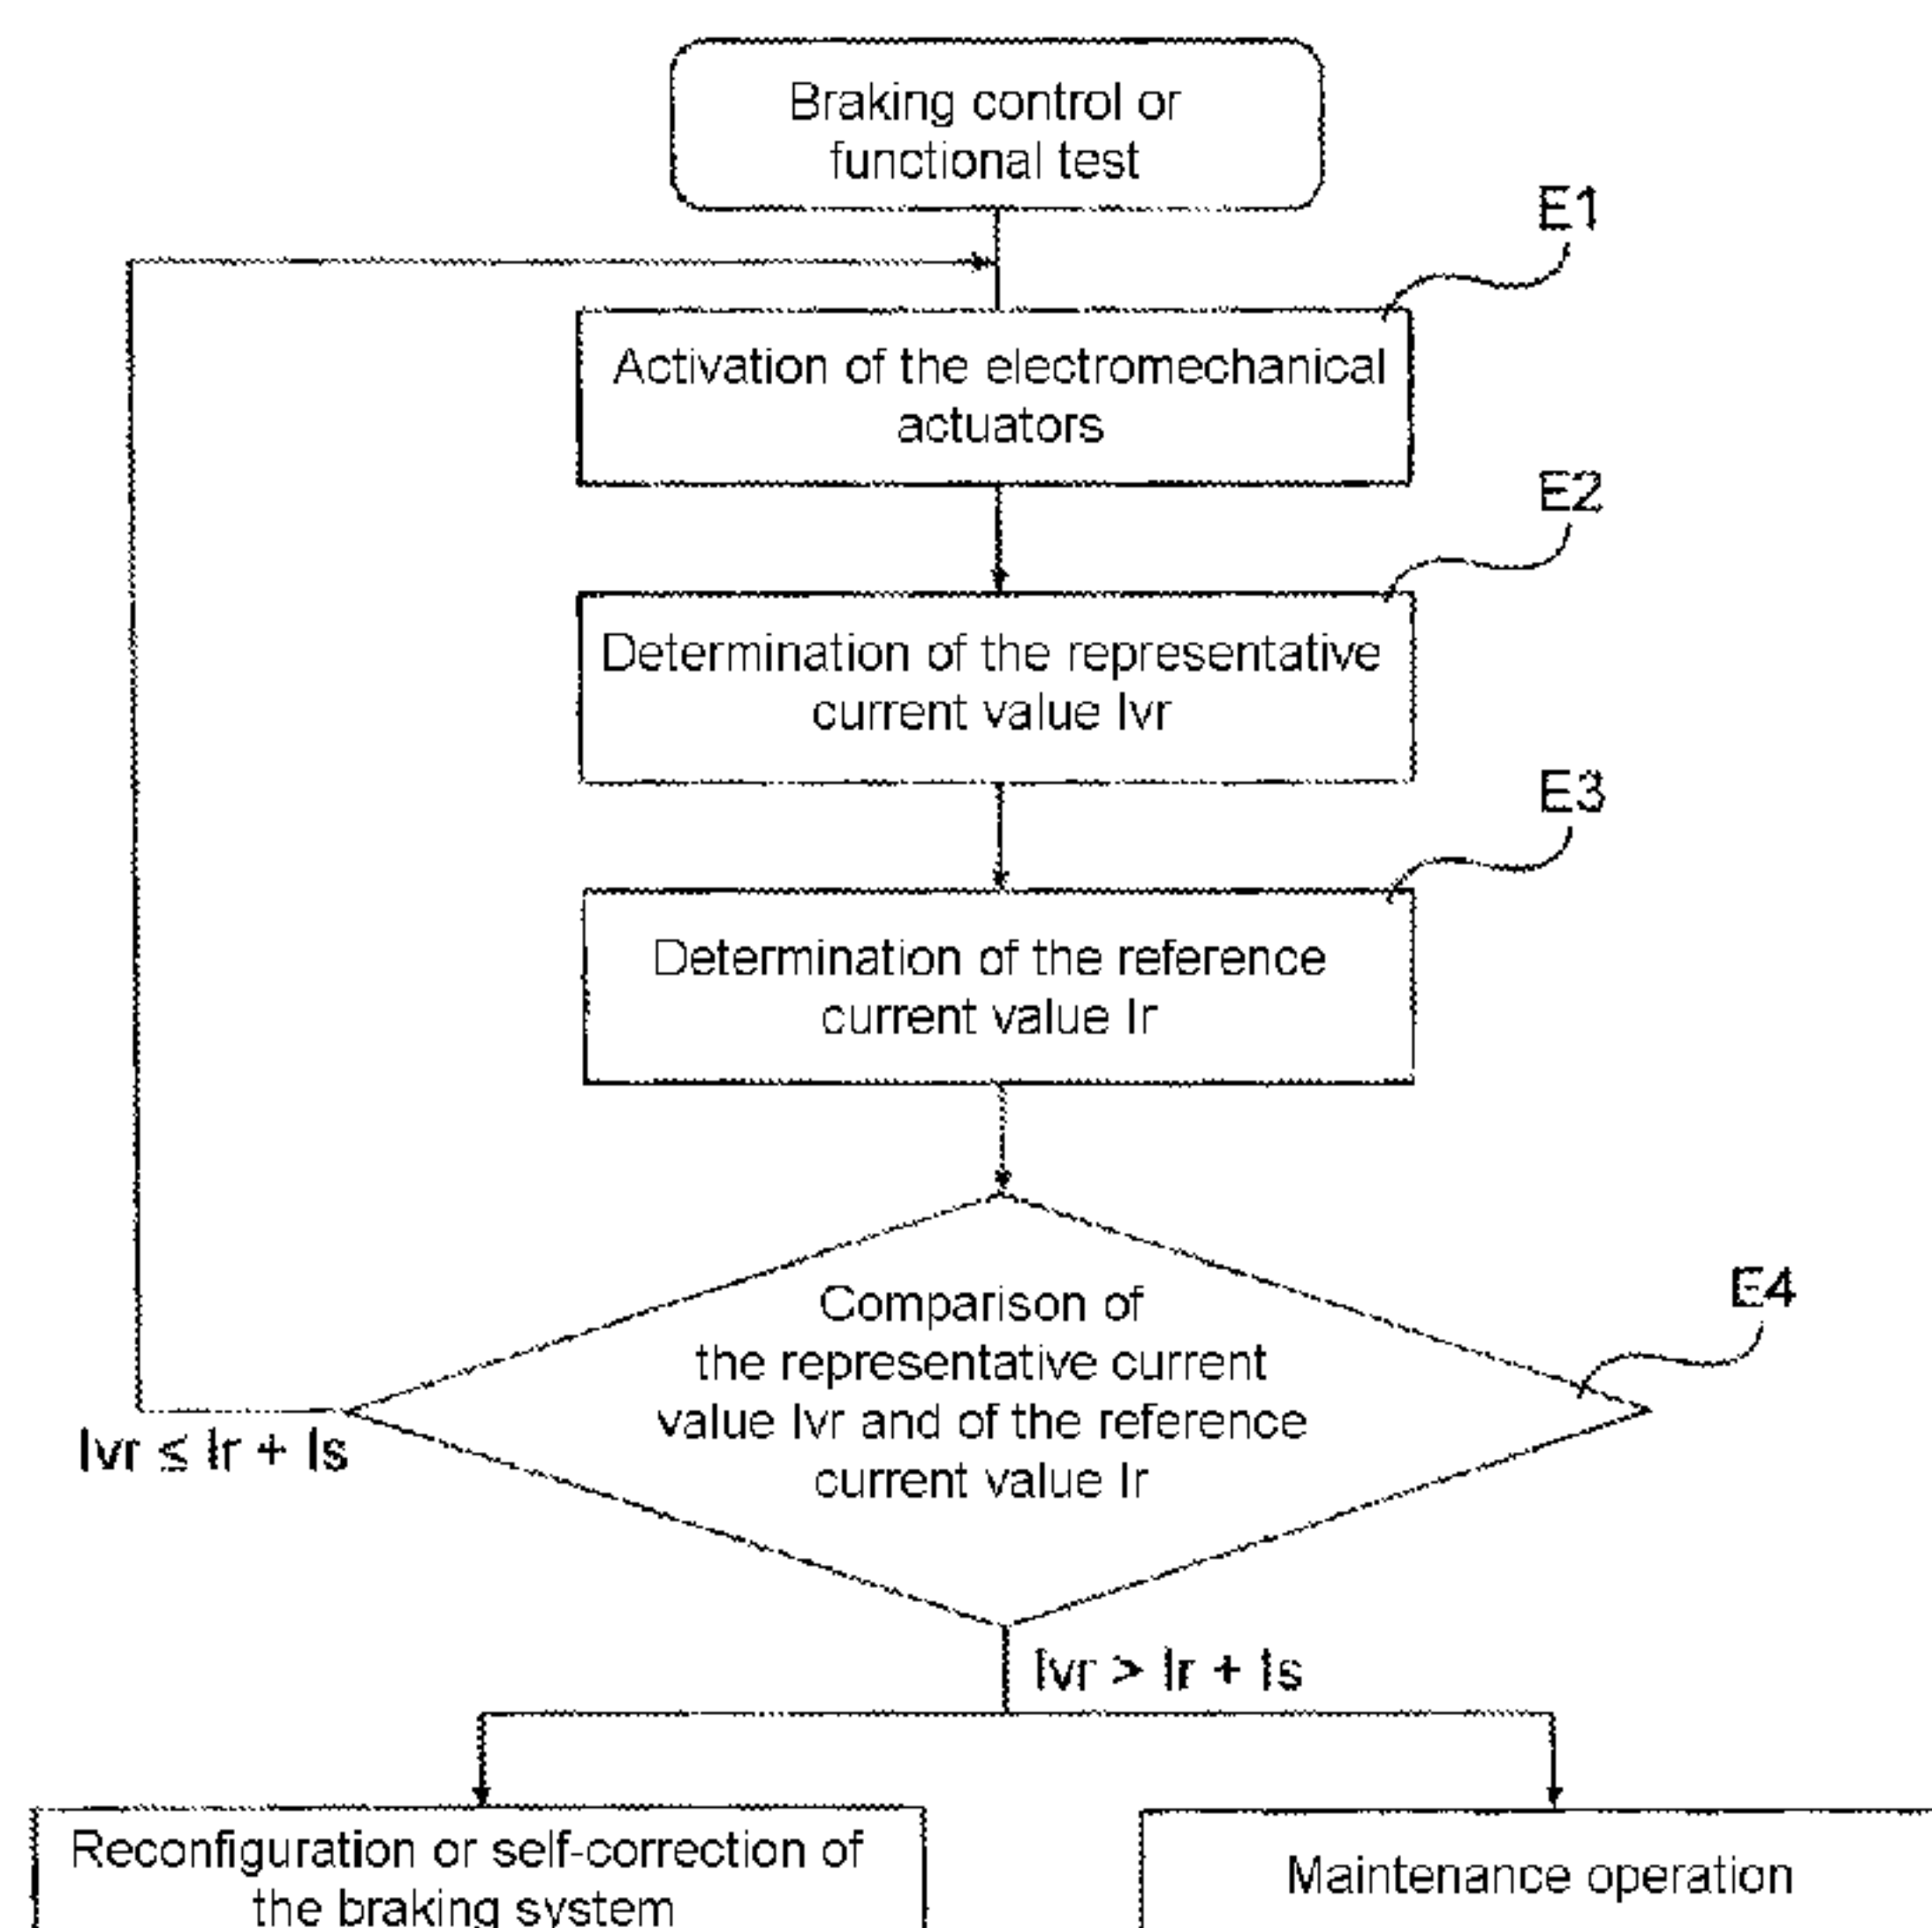 Braking control or
functional test
E1
Activation of the electromechanical
actuators
E2
Determination of the representative
current value Ivr
E3
Determination of the reference
current value Ir
E4
Comparison of
the representative current
value Ivr and of the reference
current value Ir
Ivr ≤ Ir + Is
Ivr > Ir + Is
Reconfiguration or self-correction of
the braking system
Maintenance operation